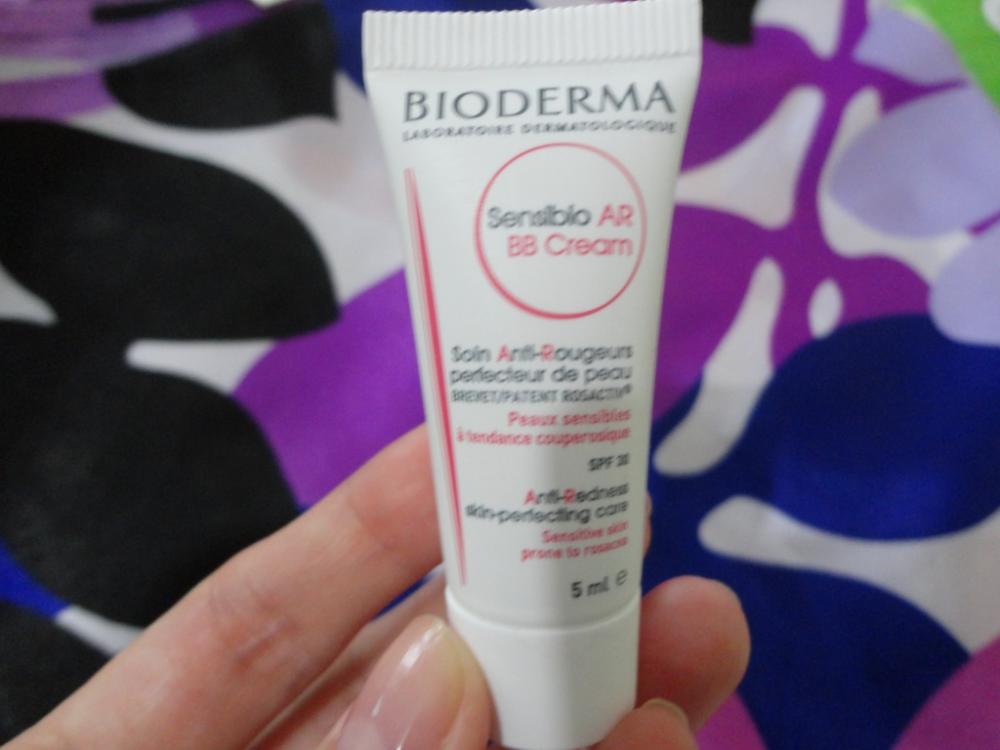 BIODERMA
LABORATOIRE DERMATOLOGIQUE
Sensibio AR
BB Cream
Soin Anti-Rougeurs
perfecteur de peau
BREVET/PATENT ROSACTIV®
Peaux sensibles
à tendance couperosique
SPF 30
Anti-Redness
skin-perfecting care
Sensitive skin
prone to rosacea
5 ml e